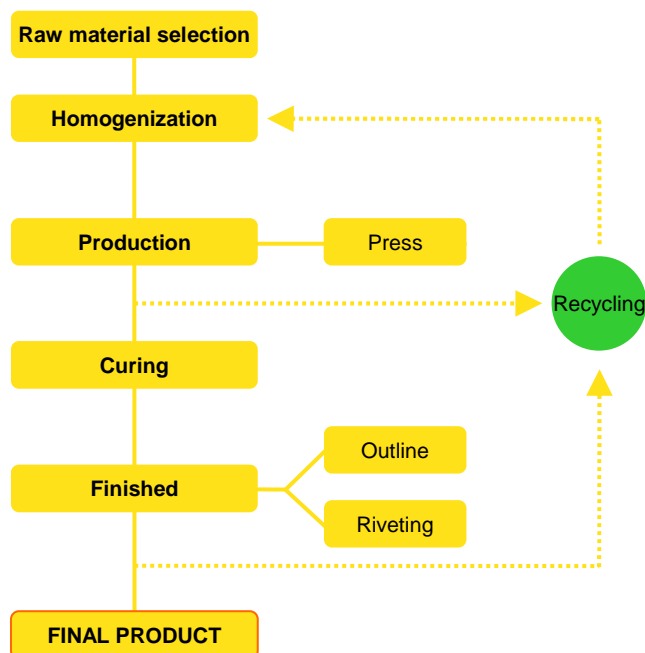 Raw material selection
Homogenization
Production
Press
Recycling
Curing
Outline
Finished
Riveting
FINAL PRODUCT